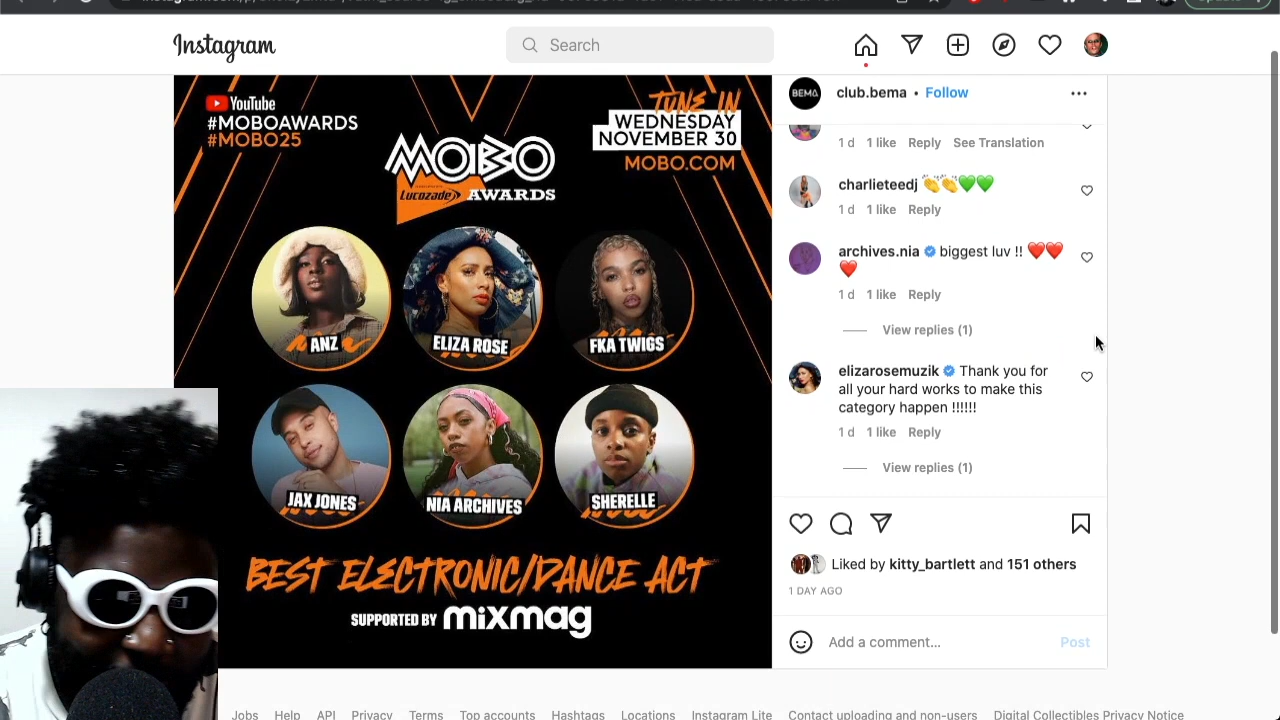 Instagram
Search
YouTube
#MOBOAWARDS
#MOBO25
TUNE IN
WEDNESDAY
NOVEMBER 30
MOBO.COM
MOBO
Lucozade
AWARDS
ANZ
ELIZA ROSE
FKA TWIGS
JAX JONES
NIA ARCHIVES
SHERELLE
BEST ELECTRONIC/DANCE ACT
SUPPORTED BY mixmag
BEMA
club.bema • Follow
1 d 1 like Reply See Translation
charlieteedj 👏👏💚💚
1 d 1 like Reply
archives.nia biggest luv !! ❤️❤️
❤️
1 d 1 like Reply
View replies (1)
elizarosemuzik Thank you for
all your hard works to make this
category happen !!!!!!
1 d 1 like Reply
View replies (1)
Liked by kitty_bartlett and 151 others
1 DAY AGO
Add a comment... Post
Jobs Help API Privacy Terms Top accounts Hashtags Locations Instagram Lite Contact uploading and non-users Digital Collectibles Privacy Notice